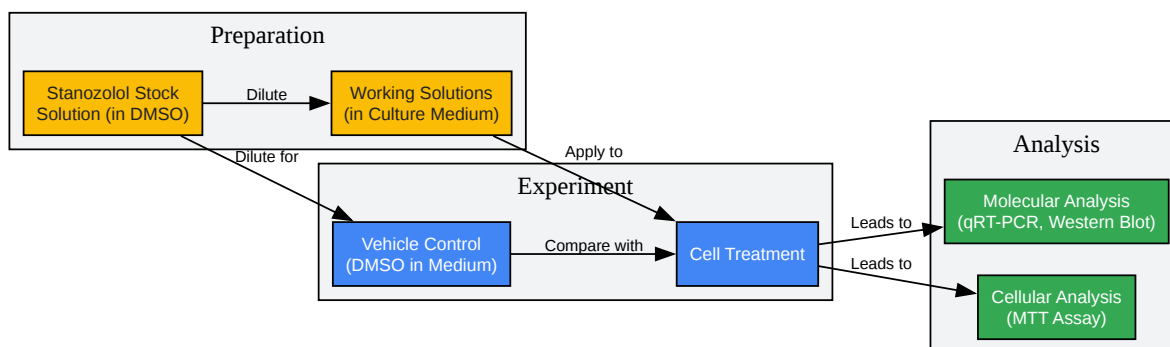 Preparation
Stanozolol Stock
Solution (in DMSO)
Dilute
Working Solutions
(in Culture Medium)
Dilute for
Apply to
Experiment
Vehicle Control
(DMSO in Medium)
Compare with
Cell Treatment
Leads to
Leads to
Analysis
Molecular Analysis
(qRT-PCR, Western Blot)
Cellular Analysis
(MTT Assay)